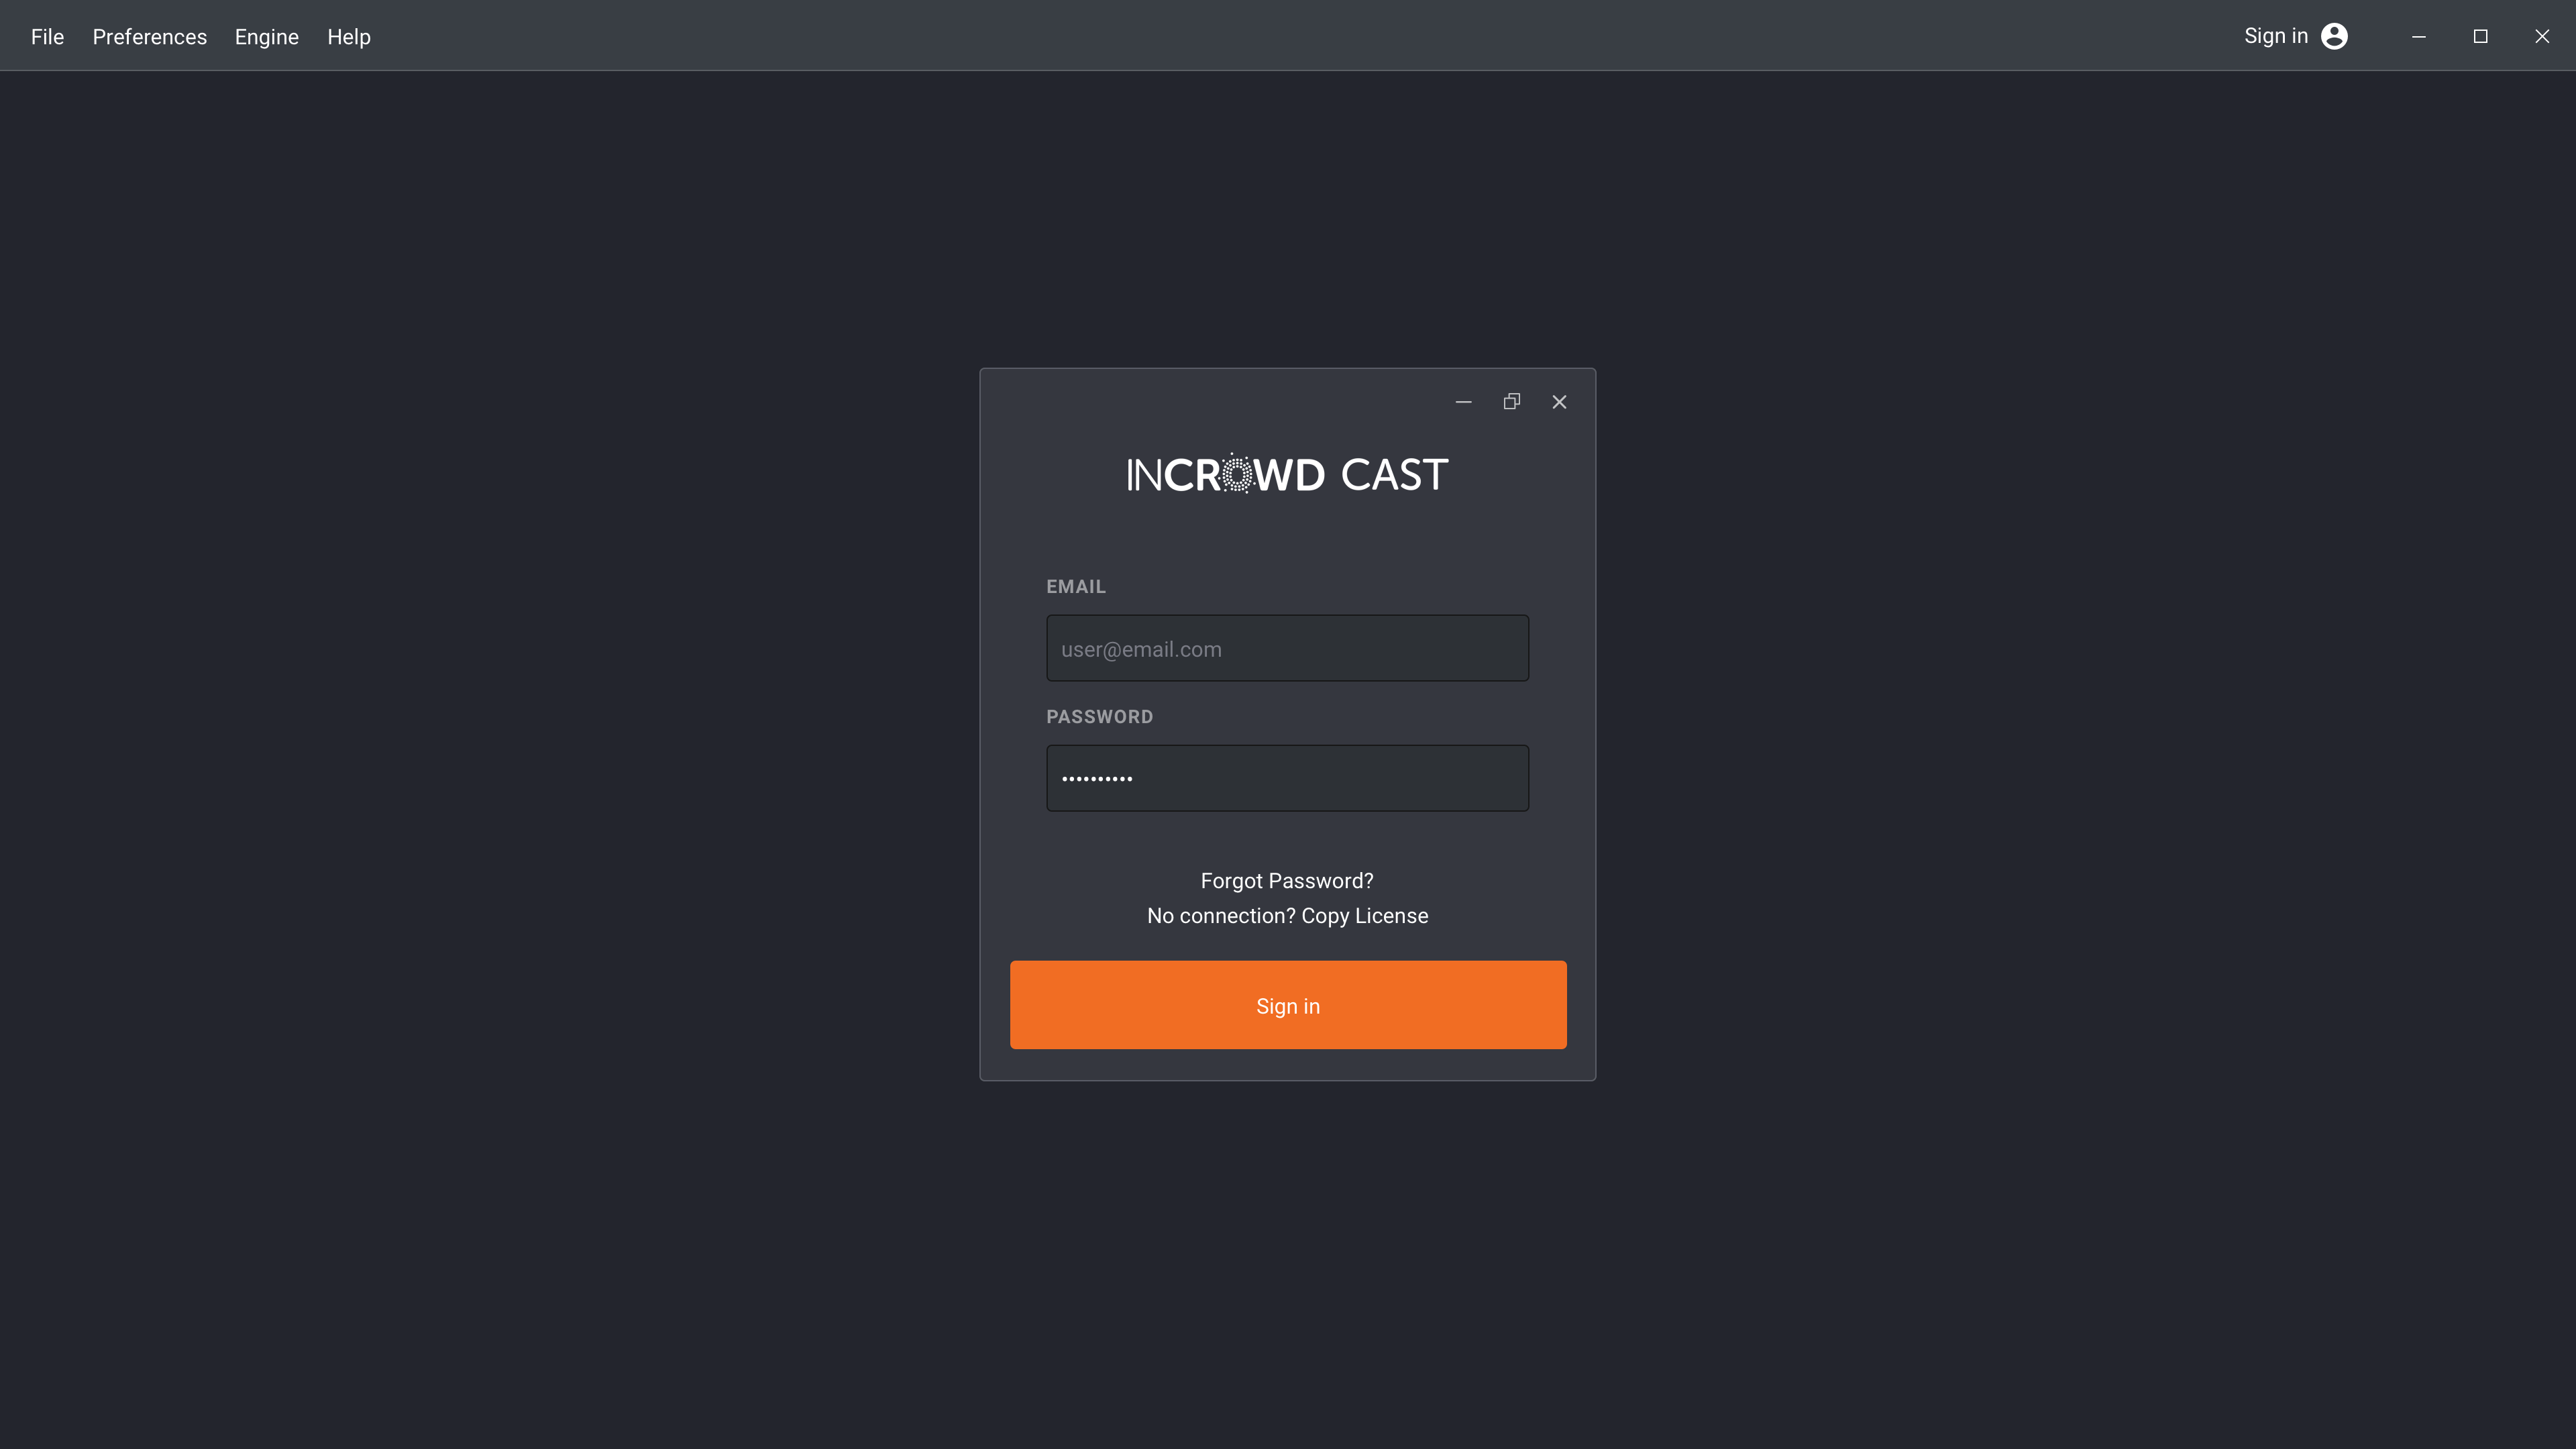 File Preferences Engine Help Sign in
INCROWD CAST
EMAIL
user@email.com
PASSWORD
••••••••••
Forgot Password?
No connection? Copy License
Sign in